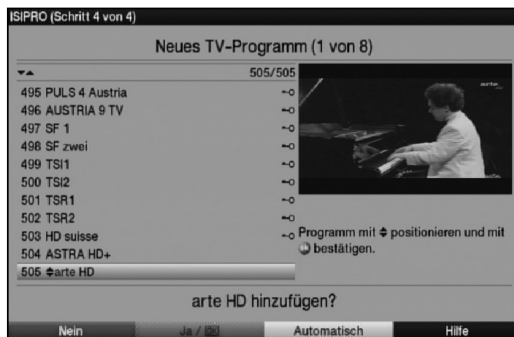 ISIPRO (Schritt 4 von 4)
Neues TV-Programm (1 von 8)
505/505
495 PULS 4 Austria
496 AUSTRIA 9 TV
497 SF 1
498 SF zwei
499 TSI1
500 TSI2
501 TSR1
502 TSR2
503 HD suisse
504 ASTRA HD+
505 arte HD
arte
Programm mit positionieren und mit
bestätigen.
arte HD hinzufügen?
Nein
Ja / OK
Automatisch
Hilfe